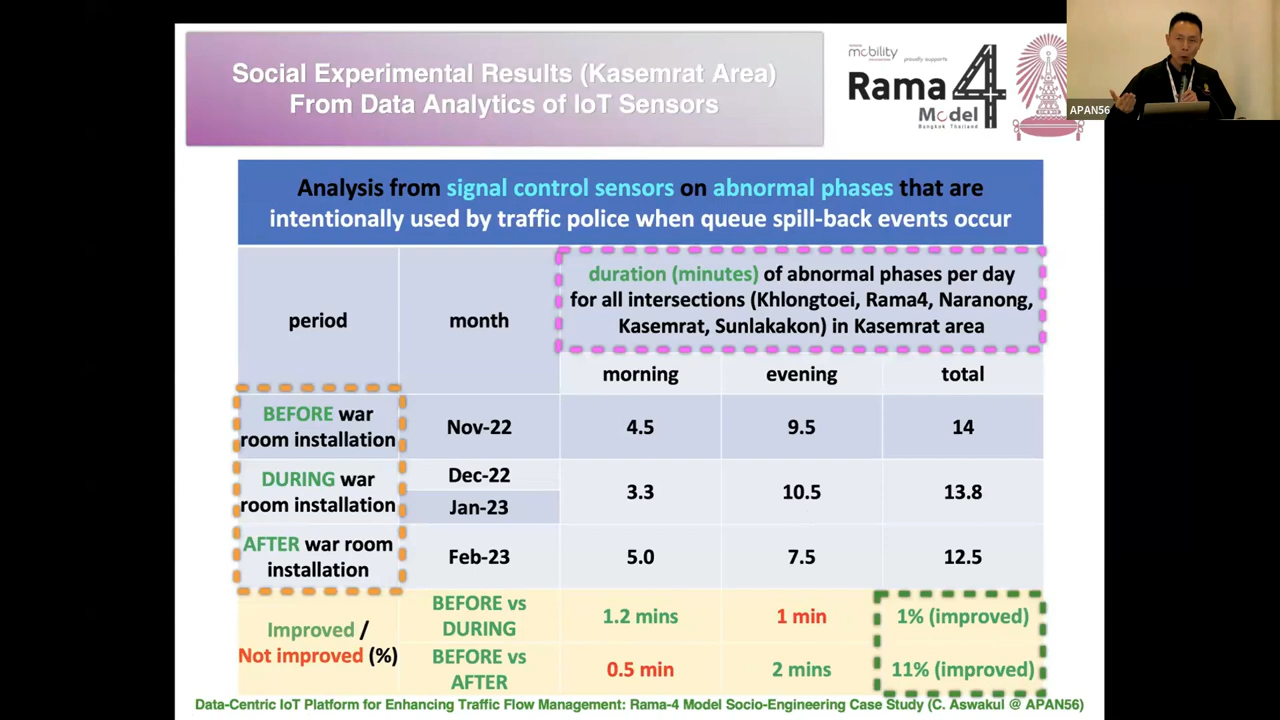 Social Experimental Results (Kasemrat Area)
From Data Analytics of IoT Sensors
mobility
proudly supports
Rama 4
Model
Bangkok Thailand
APAN56
Analysis from signal control sensors on abnormal phases that are
intentionally used by traffic police when queue spill-back events occur
period
month
duration (minutes) of abnormal phases per day
for all intersections (Khlongtoei, Rama4, Naranong,
Kasemrat, Sunlakakon) in Kasemrat area
morning
evening
total
BEFORE war
room installation
Nov-22
4.5
9.5
14
DURING war
room installation
Dec-22
Jan-23
3.3
10.5
13.8
AFTER war room
installation
Feb-23
5.0
7.5
12.5
Improved /
Not improved (%)
BEFORE vs
DURING
1.2 mins
1 min
1% (improved)
BEFORE vs
AFTER
0.5 min
2 mins
11% (improved)
Data-Centric IoT Platform for Enhancing Traffic Flow Management: Rama-4 Model Socio-Engineering Case Study (C. Aswakul @ APAN56)